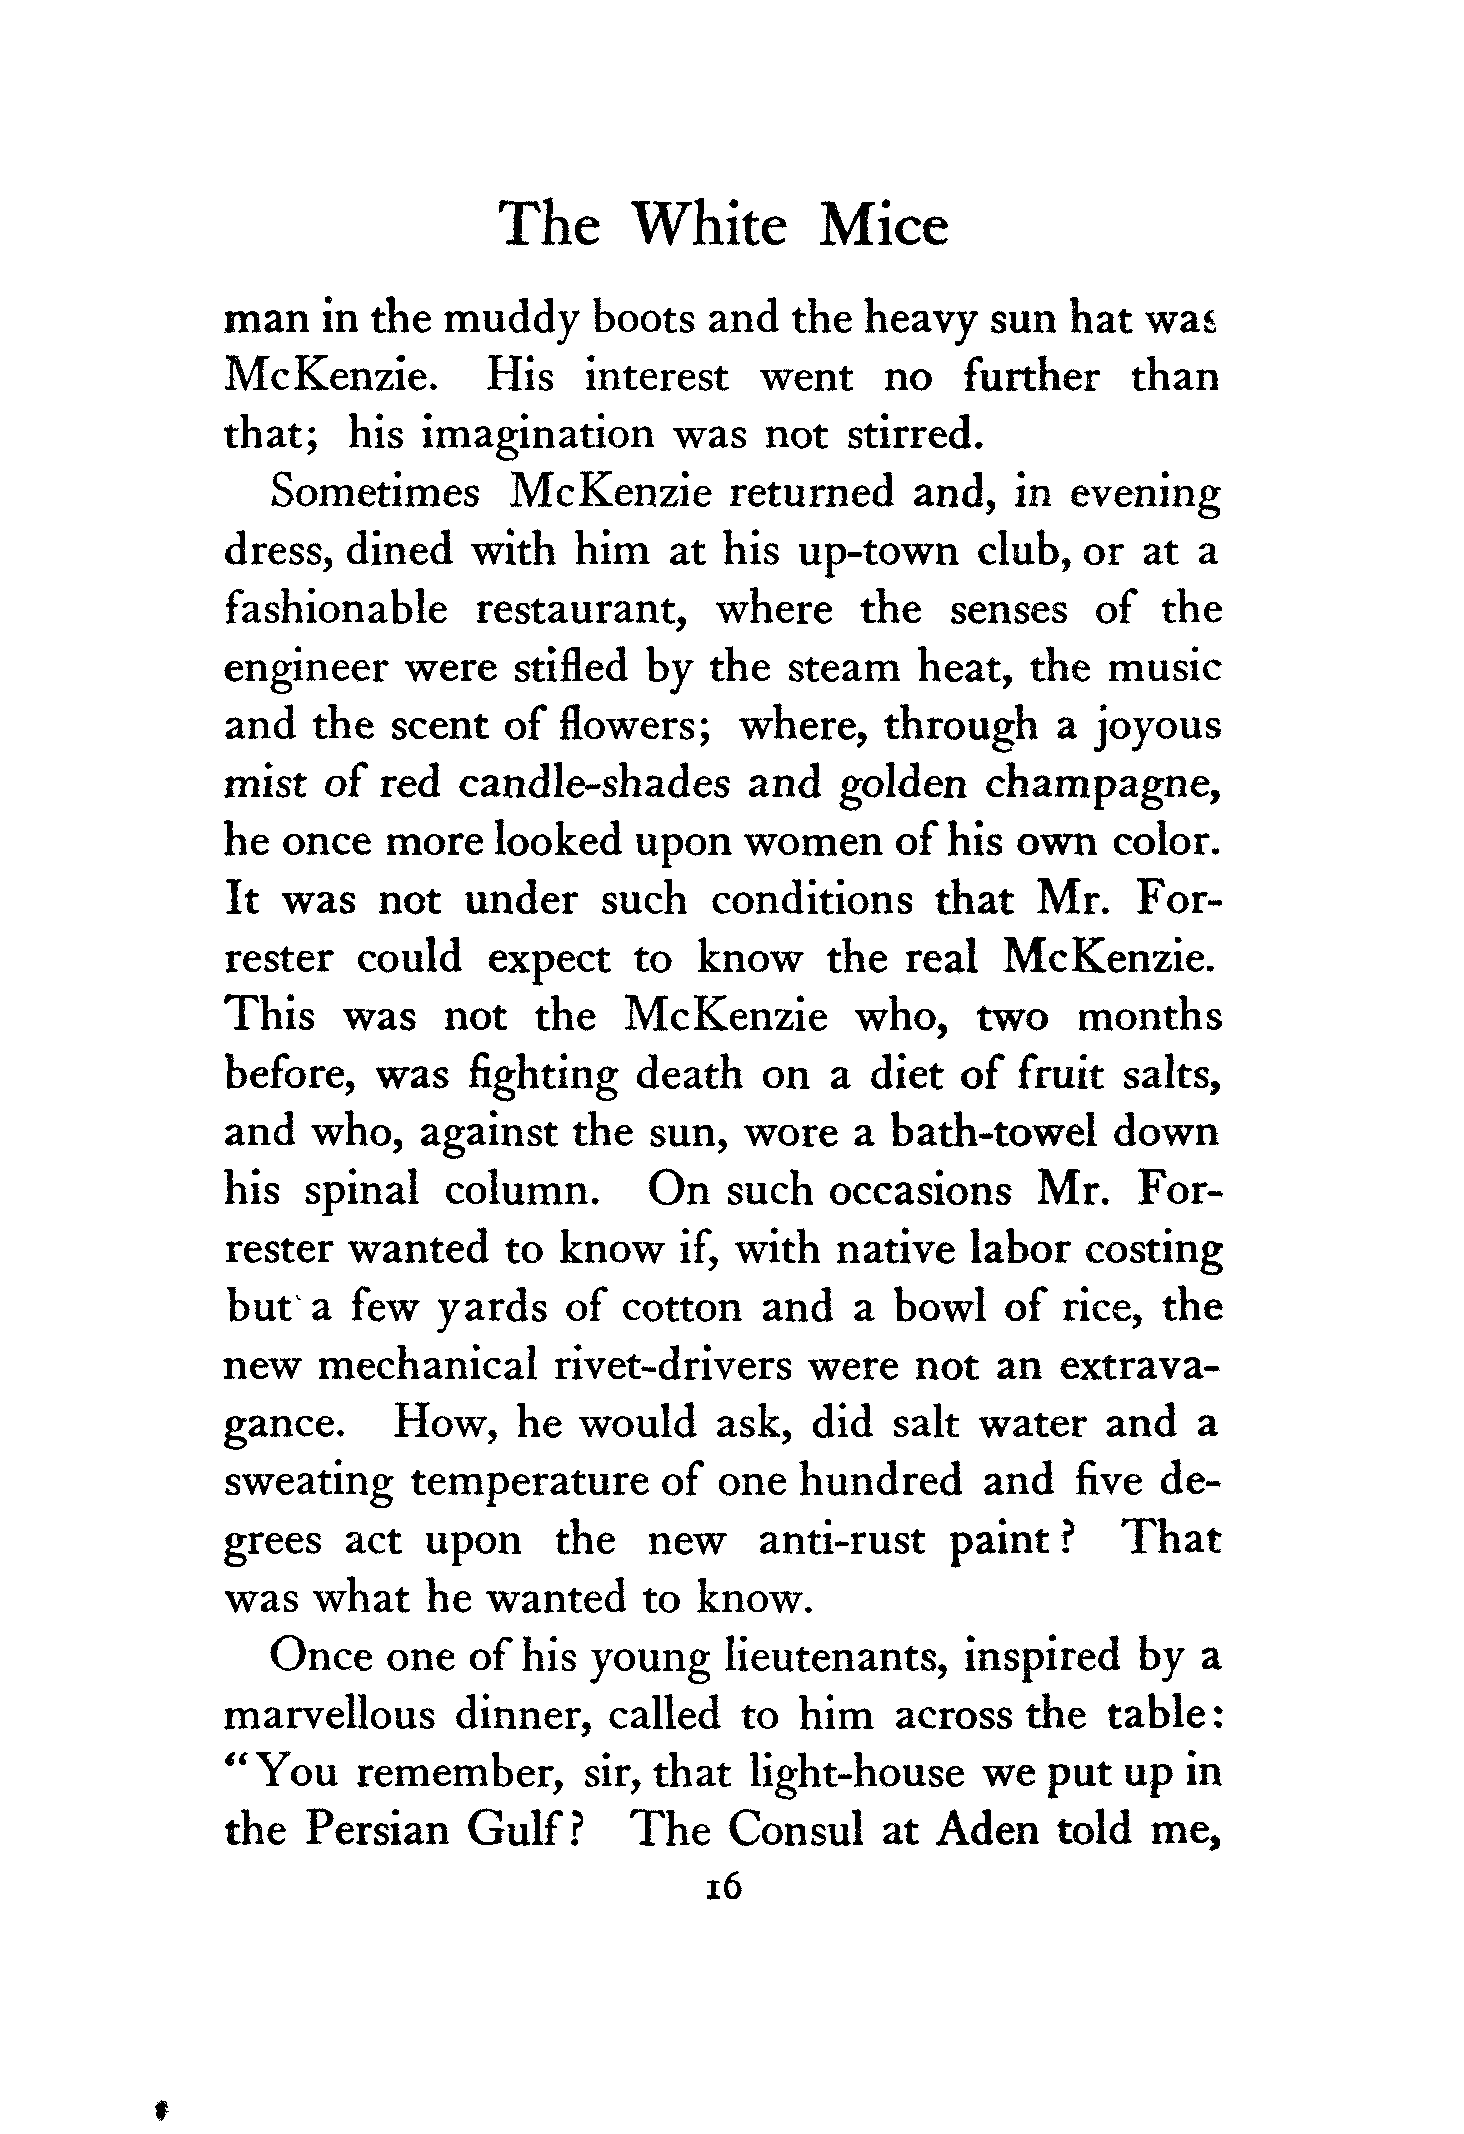 The White Mice
man in the muddy boots and the heavy sun hat was
McKenzie. His interest went no further than
that; his imagination was not stirred.
Sometimes McKenzie returned and, in evening
dress, dined with him at his up-town club, or at a
fashionable restaurant, where the senses of the
engineer were stifled by the steam heat, the music
and the scent of flowers; where, through a joyous
mist of red candle-shades and golden champagne,
he once more looked upon women of his own color.
It was not under such conditions that Mr. For-
rester could expect to know the real McKenzie.
This was not the McKenzie who, two months
before, was fighting death on a diet of fruit salts,
and who, against the sun, wore a bath-towel down
his spinal column. On such occasions Mr. For-
rester wanted to know if, with native labor costing
but a few yards of cotton and a bowl of rice, the
new mechanical rivet-drivers were not an extrava-
gance. How, he would ask, did salt water and a
sweating temperature of one hundred and five de-
grees act upon the new anti-rust paint? That
was what he wanted to know.
Once one of his young lieutenants, inspired by a
marvellous dinner, called to him across the table:
"You remember, sir, that light-house we put up in
the Persian Gulf? The Consul at Aden told me,
16